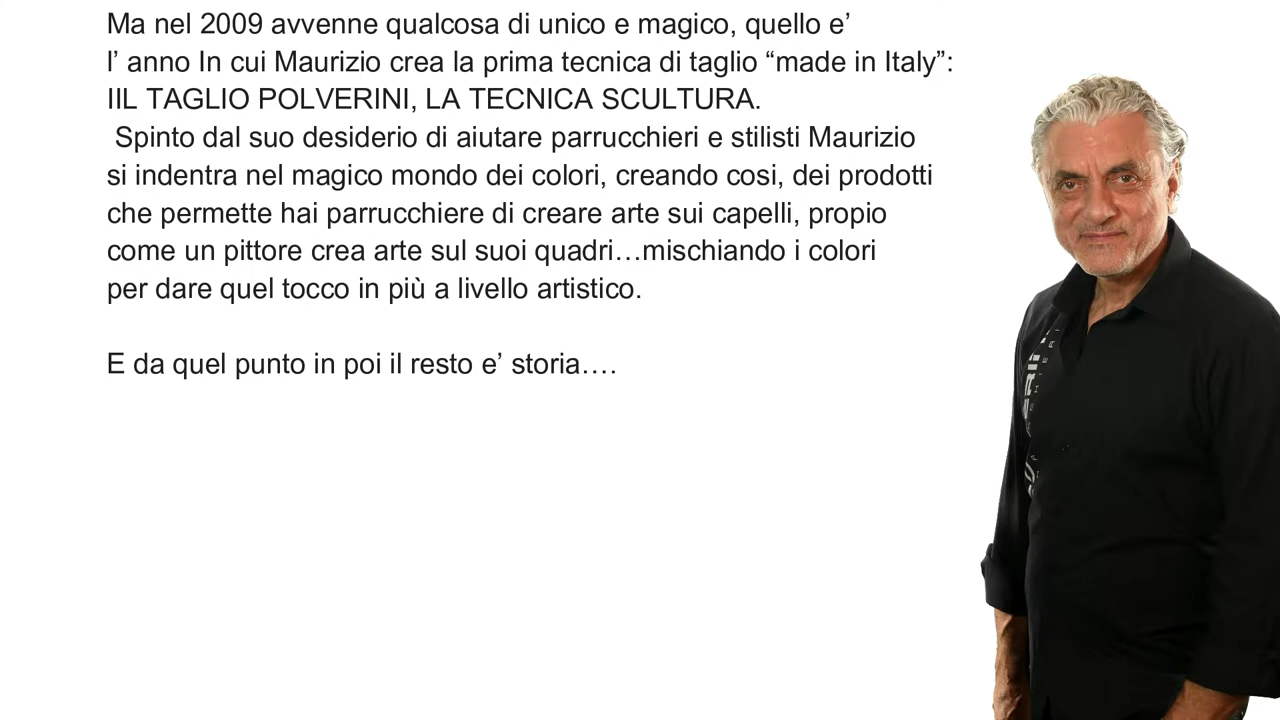 Ma nel 2009 avvenne qualcosa di unico e magico, quello e’
l’ anno In cui Maurizio crea la prima tecnica di taglio “made in Italy”:
IIL TAGLIO POLVERINI, LA TECNICA SCULTURA.
Spinto dal suo desiderio di aiutare parrucchieri e stilisti Maurizio
si indentra nel magico mondo dei colori, creando cosi, dei prodotti
che permette hai parrucchiere di creare arte sui capelli, propio
come un pittore crea arte sul suoi quadri…mischiando i colori
per dare quel tocco in più a livello artistico.
E da quel punto in poi il resto e’ storia….